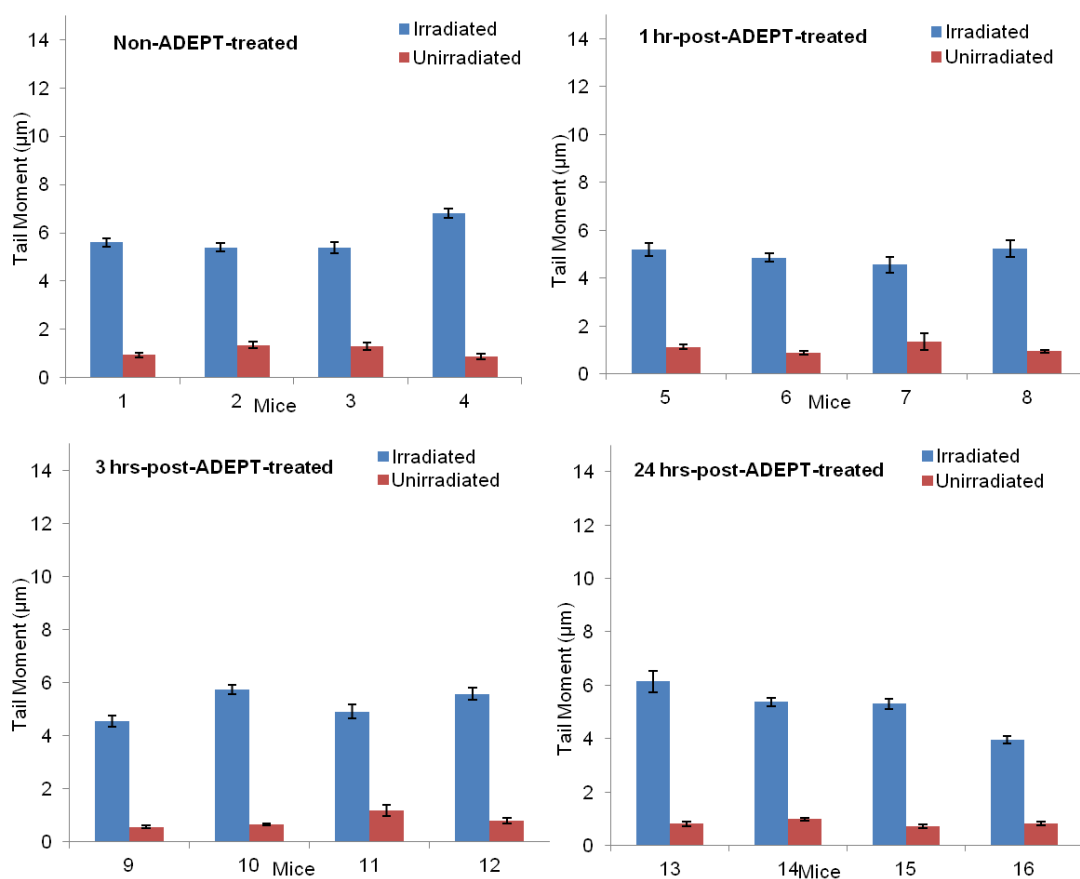 Non-ADEPT-treated
Irradiated
Unirradiated
Tail Moment (µm)
14
12
10
8
6
4
2
0
1 2 3 4
Mice
1 hr-post-ADEPT-treated
Irradiated
Unirradiated
Tail Moment (µm)
14
12
10
8
6
4
2
0
5 6 7 8
Mice
3 hrs-post-ADEPT-treated
Irradiated
Unirradiated
Tail Moment (µm)
14
12
10
8
6
4
2
0
9 10 11 12
Mice
24 hrs-post-ADEPT-treated
Irradiated
Unirradiated
Tail Moment (µm)
14
12
10
8
6
4
2
0
13 14 15 16
Mice